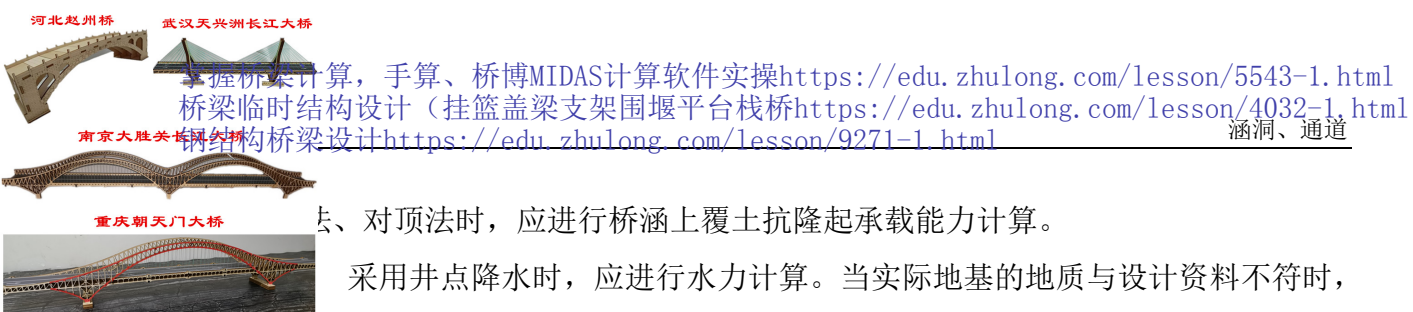 河北赵州桥
武汉天兴洲长江大桥
掌握桥梁计算，手算、桥博MIDAS计算软件实操https://edu.zhulong.com/lesson/5543-1.html
桥梁临时结构设计（挂篮盖梁支架围堰平台栈桥https://edu.zhulong.com/lesson/4032-1.html
南京大胜关长江大桥
钢结构桥梁设计https://edu.zhulong.com/lesson/9271-1.html
涵洞、通道
重庆朝天门大桥
法、对顶法时，应进行桥涵上覆土抗隆起承载能力计算。
采用井点降水时，应进行水力计算。当实际地基的地质与设计资料不符时，